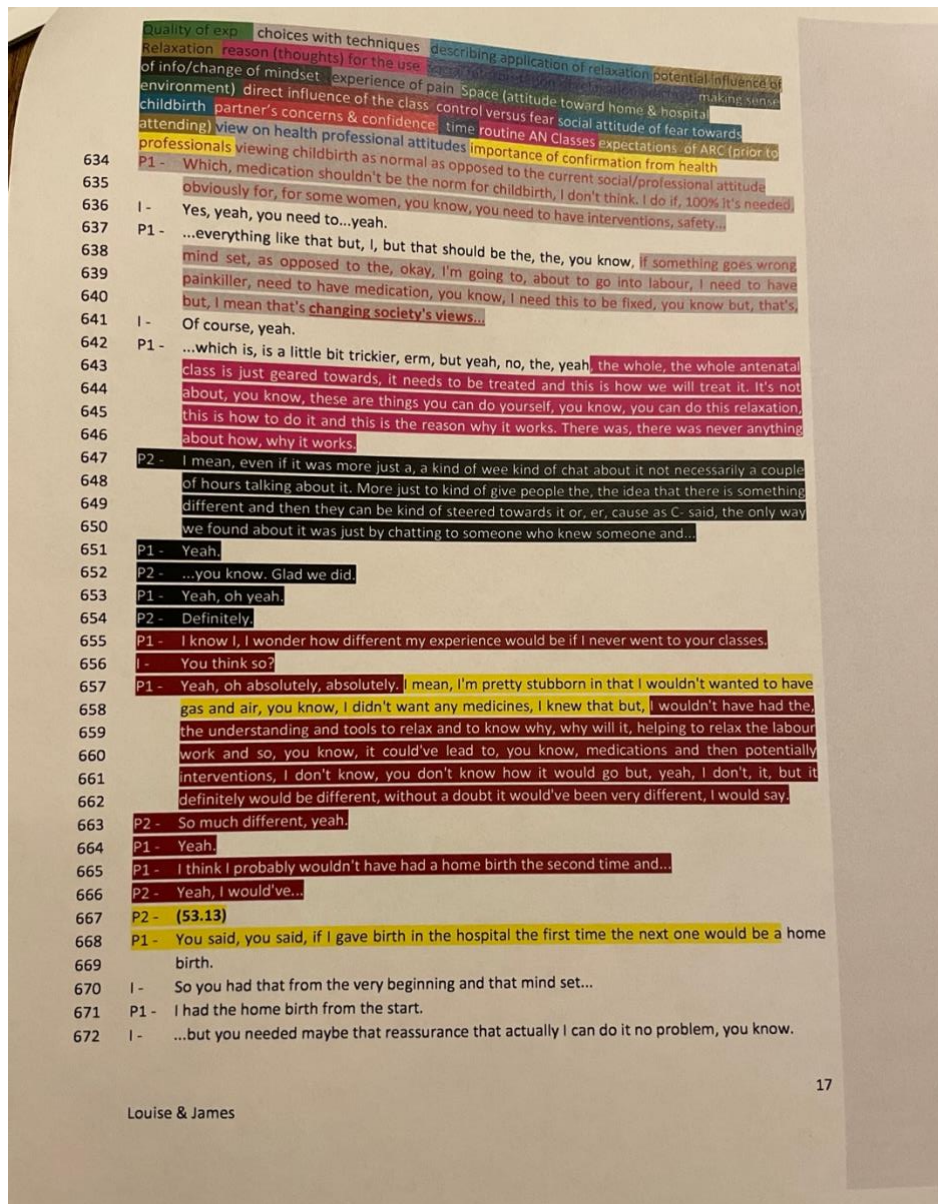 Quality of exp choices with techniques describing application of relaxation potential influence of
Relaxation reason (thoughts) for the use making sense
of info/change of mindset experience of pain Space (attitude toward home & hospital
environment) direct influence of the class control versus fear social attitude of fear towards
childbirth partner's concerns & confidence time routine AN Classes expectations of ARC (prior to
attending) view on health professional attitudes importance of confirmation from health
professionals viewing childbirth as normal as opposed to the current social/professional attitude
634 P1 - Which, medication shouldn't be the norm for childbirth, I don't think. I do if, 100% it's needed,
635 obviously for, for some women, you know, you need to have interventions, safety...
636 I - Yes, yeah, you need to...yeah.
637 P1 - ...everything like that but, I, but that should be the, the, you know, if something goes wrong
638 mind set, as opposed to the, okay, I'm going to, about to go into labour, I need to have
639 painkiller, need to have medication, you know, I need this to be fixed, you know but, that's,
640 but, I mean that's changing society's views...
641 I - Of course, yeah.
642 P1 - ...which is, is a little bit trickier, erm, but yeah, no, the, yeah, the whole, the whole antenatal
643 class is just geared towards, it needs to be treated and this is how we will treat it. It's not
644 about, you know, these are things you can do yourself, you know, you can do this relaxation,
645 this is how to do it and this is the reason why it works. There was, there was never anything
646 about how, why it works.
647 P2 - I mean, even if it was more just a, a kind of wee kind of chat about it not necessarily a couple
648 of hours talking about it. More just to kind of give people the, the idea that there is something
649 different and then they can be kind of steered towards it or, er, cause as C- said, the only way
650 we found about it was just by chatting to someone who knew someone and...
651 P1 - Yeah.
652 P2 - ...you know. Glad we did.
653 P1 - Yeah, oh yeah.
654 P2 - Definitely.
655 P1 - I know I, I wonder how different my experience would be if I never went to your classes.
656 I - You think so?
657 P1 - Yeah, oh absolutely, absolutely. I mean, I'm pretty stubborn in that I wouldn't wanted to have
658 gas and air, you know, I didn't want any medicines, I knew that but, I wouldn't have had the,
659 the understanding and tools to relax and to know why, why will it, helping to relax the labour
660 work and so, you know, it could've lead to, you know, medications and then potentially
661 interventions, I don't know, you don't know how it would go but, yeah, I don't, it, but it
662 definitely would be different, without a doubt it would've been very different, I would say.
663 P2 - So much different, yeah.
664 P1 - Yeah.
665 P1 - I think I probably wouldn't have had a home birth the second time and...
666 P2 - Yeah, I would've...
667 P2 - (53.13)
668 P1 - You said, you said, if I gave birth in the hospital the first time the next one would be a home
669 birth.
670 I - So you had that from the very beginning and that mind set...
671 P1 - I had the home birth from the start.
672 I - ...but you needed maybe that reassurance that actually I can do it no problem, you know.
17
Louise & James